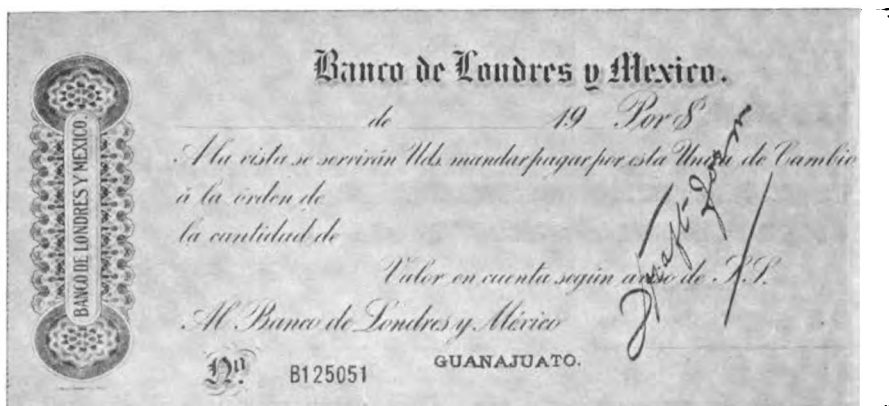 BANCO DE LONDRES Y MEXICO.
Banco de Londres y Mexico.
de 19 Por $
A la vista se servirán Uds. mandar pagar por esta Unica de Cambio
á la órden de
la cantidad de
Valor en cuenta según aviso de S.S.
Al Banco de Londres y México
Draft-Form
No. B125051 GUANAJUATO.